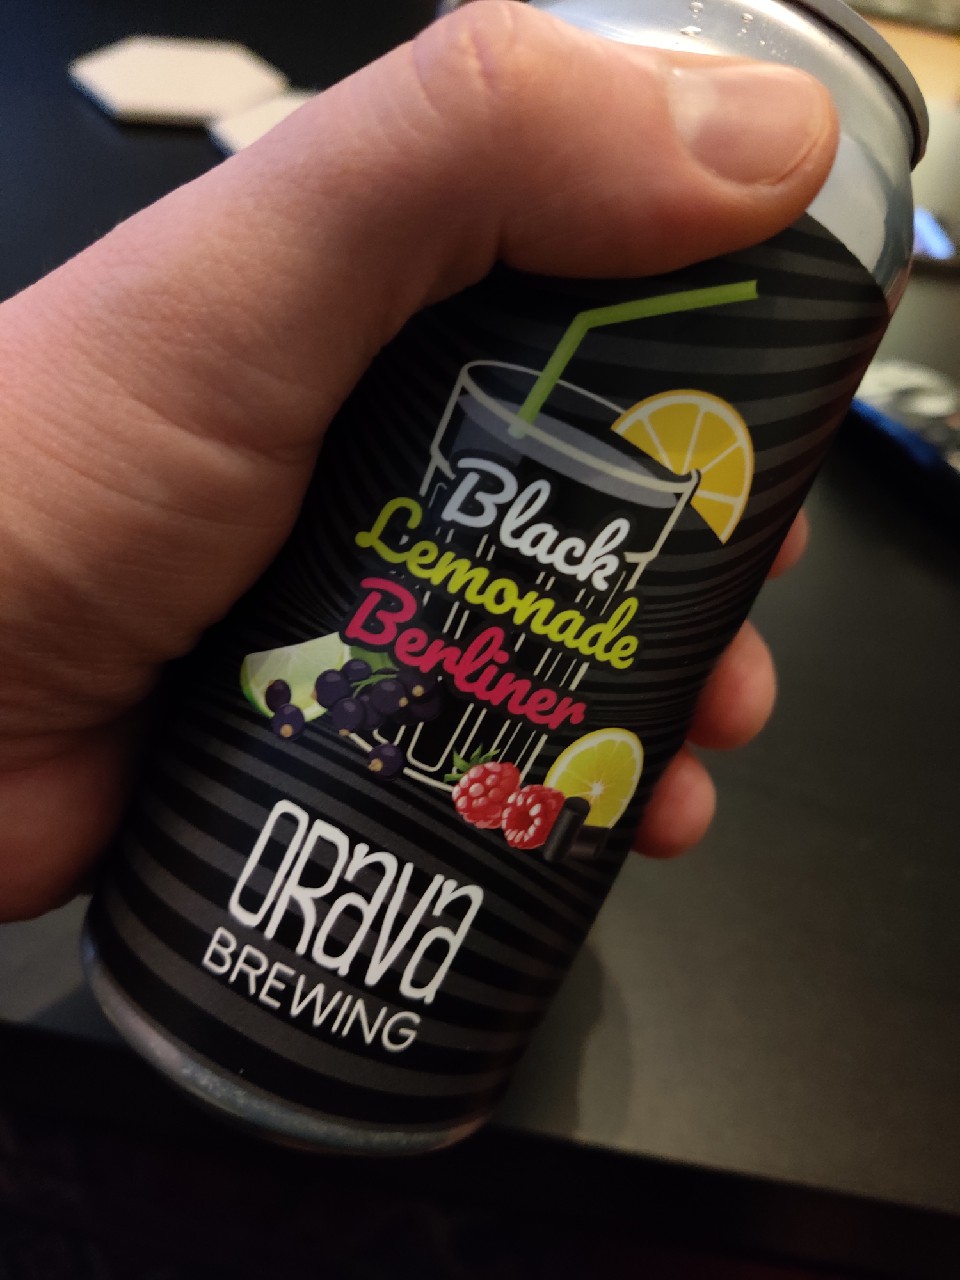 Black
Lemonade
Berliner
ORaVa
BREWING